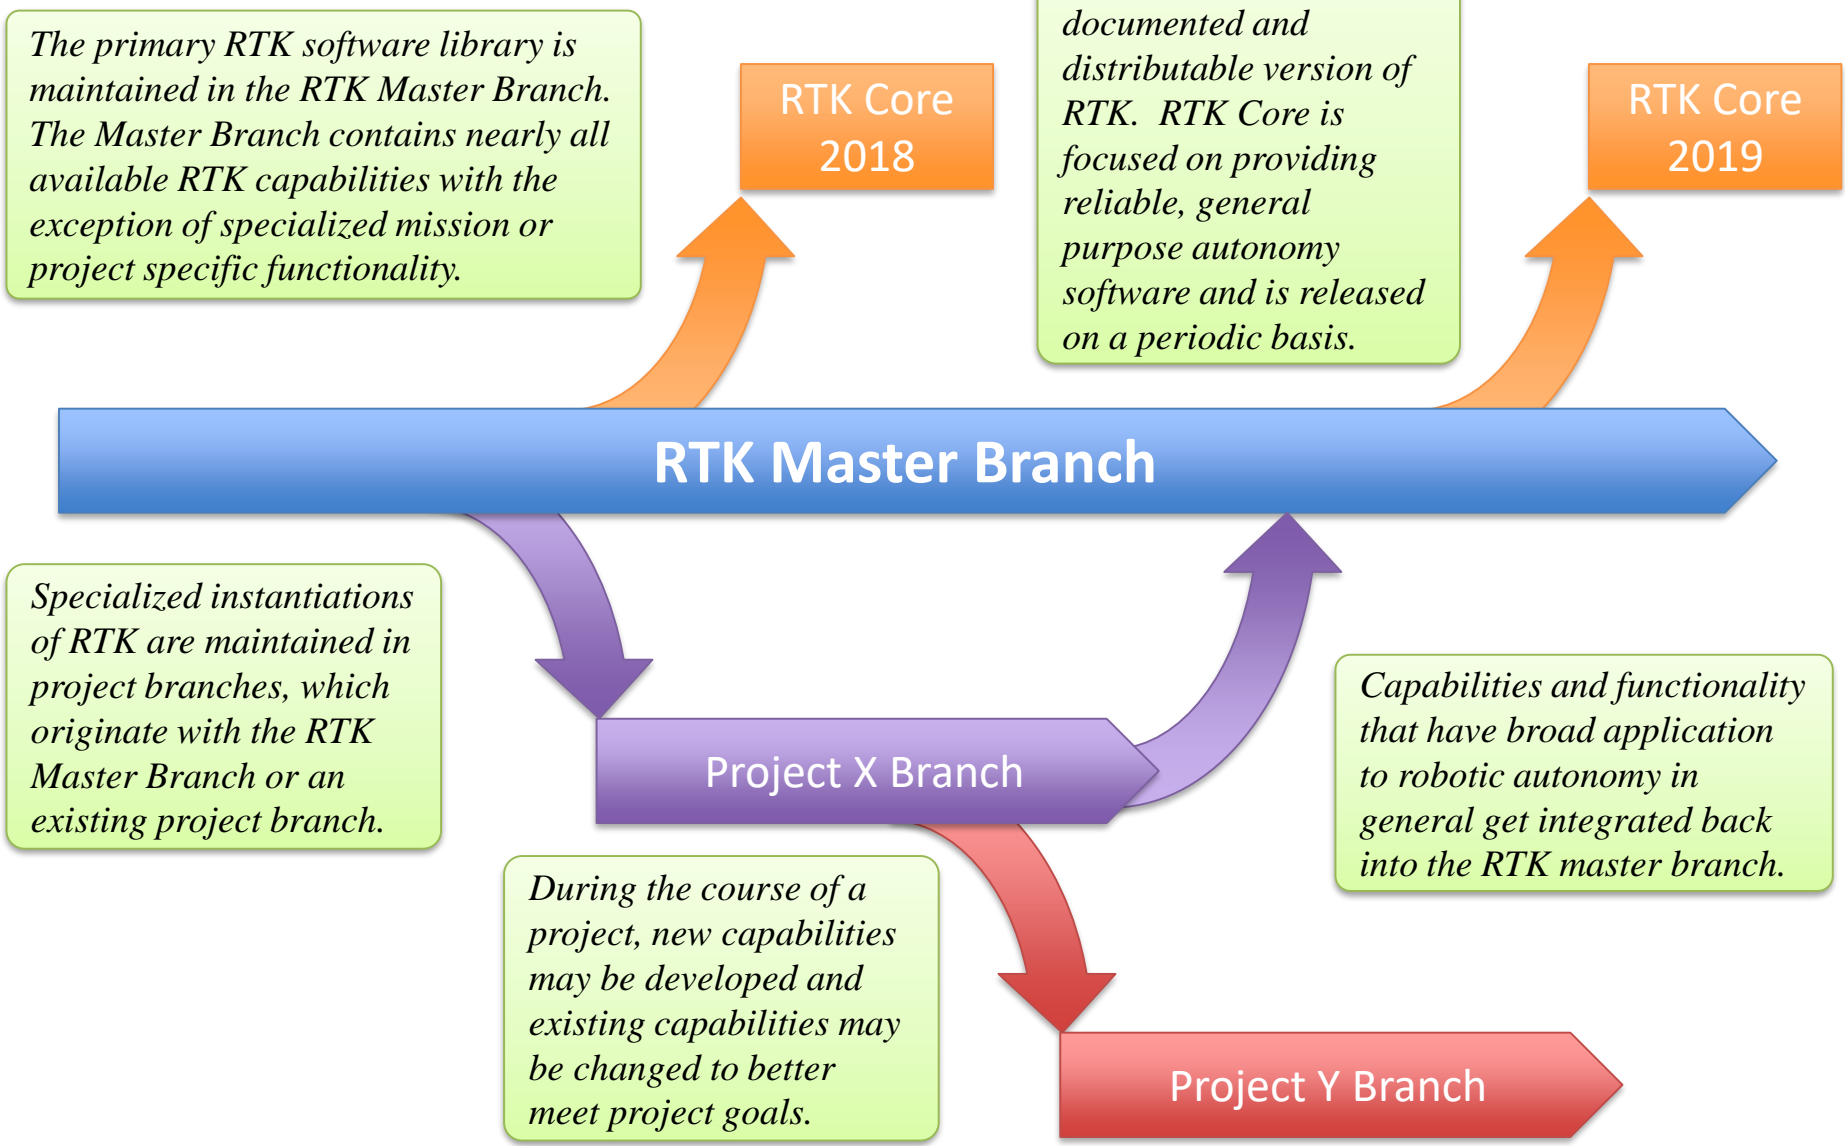 The primary RTK software library is
maintained in the RTK Master Branch.
The Master Branch contains nearly all
available RTK capabilities with the
exception of specialized mission or
project specific functionality.
RTK Core
2018
documented and
distributable version of
RTK. RTK Core is
focused on providing
reliable, general
purpose autonomy
software and is released
on a periodic basis.
RTK Core
2019
RTK Master Branch
Specialized instantiations
of RTK are maintained in
project branches, which
originate with the RTK
Master Branch or an
existing project branch.
Project X Branch
Capabilities and functionality
that have broad application
to robotic autonomy in
general get integrated back
into the RTK master branch.
During the course of a
project, new capabilities
may be developed and
existing capabilities may
be changed to better
meet project goals.
Project Y Branch